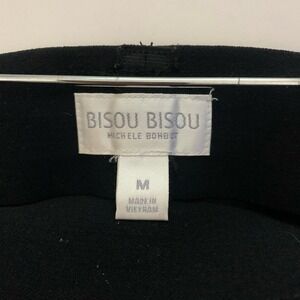 BISOU BISOU
MICHELE BOHBOT
M
MADE IN
VIETNAM